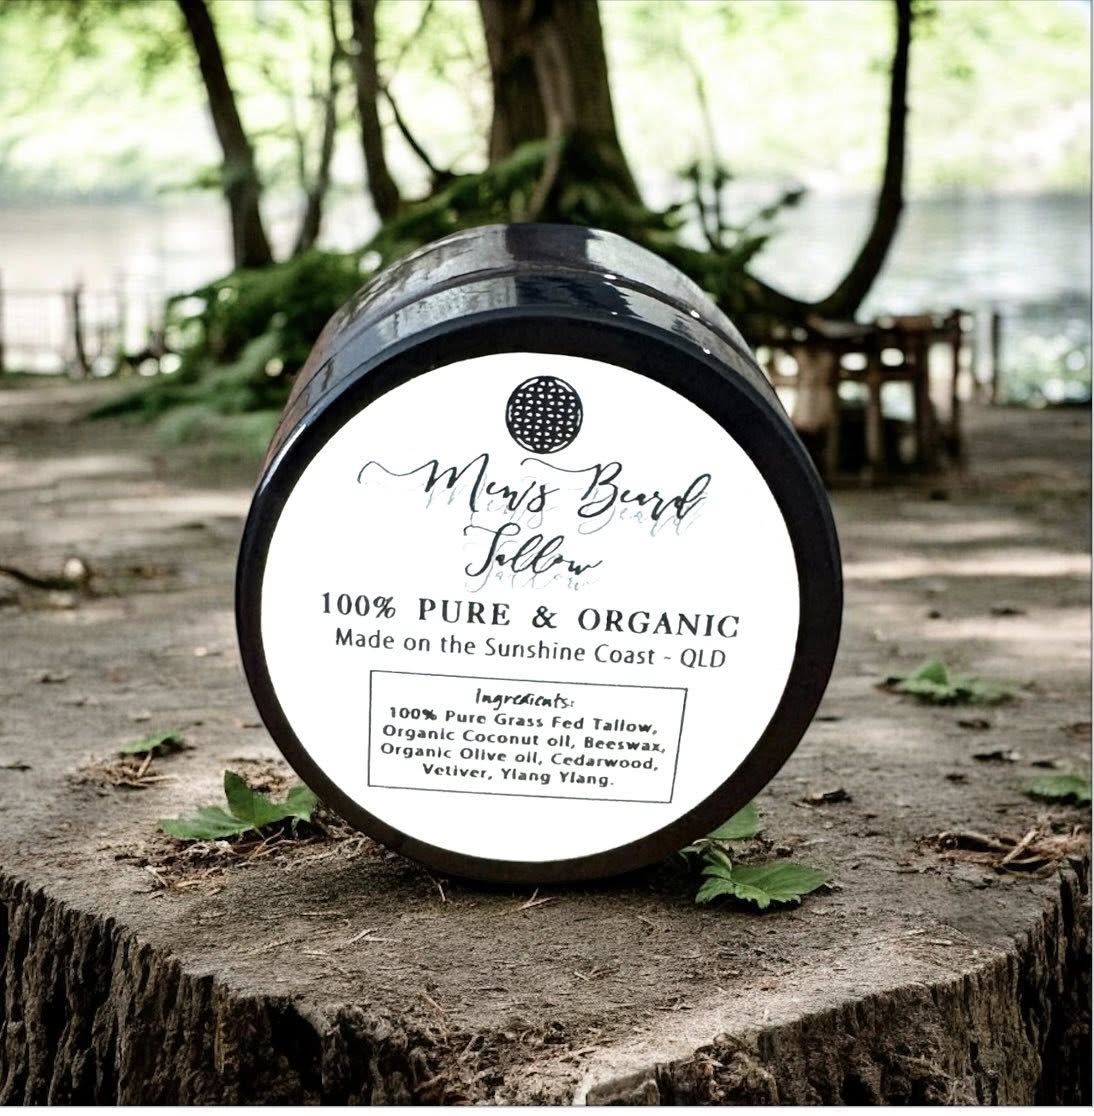 Men's Beard
Tallow
100% PURE & ORGANIC
Made on the Sunshine Coast - QLD
Ingredients:
100% Pure Grass Fed Tallow,
Organic Coconut oil, Beeswax,
Organic Olive oil, Cedarwood,
Vetiver, Ylang Ylang.